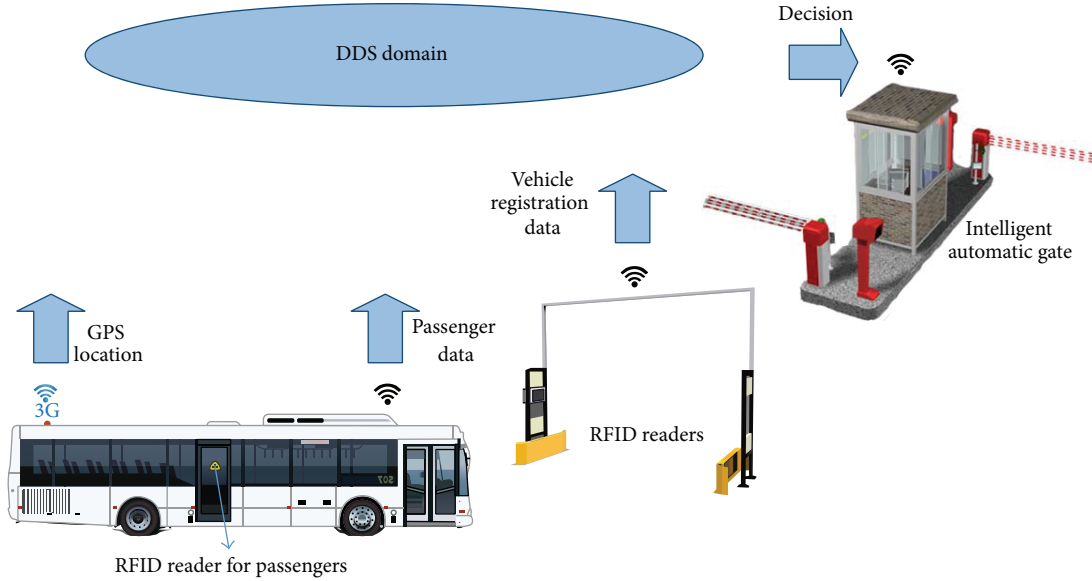 Decision
DDS domain
Vehicle
registration
data
Intelligent
automatic gate
GPS
location
Passenger
data
3G
RFID readers
507
RFID reader for passengers